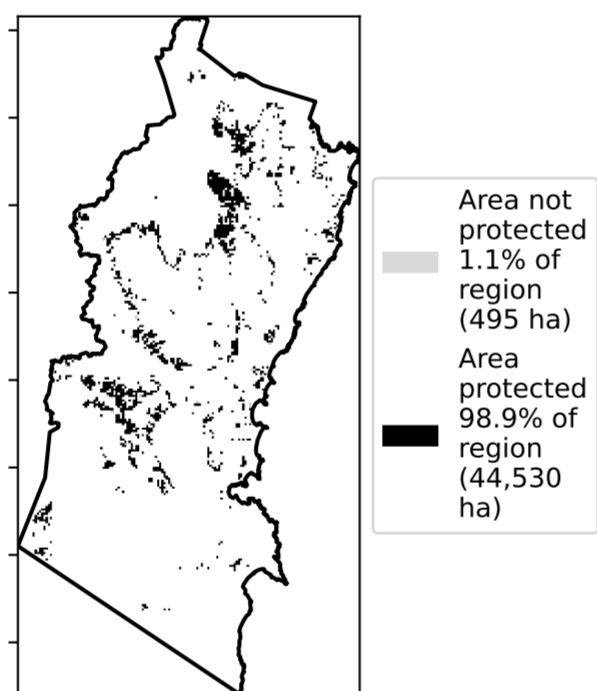 Area not
protected
1.1% of
region
(495 ha)
Area
protected
98.9% of
region
(44,530
ha)